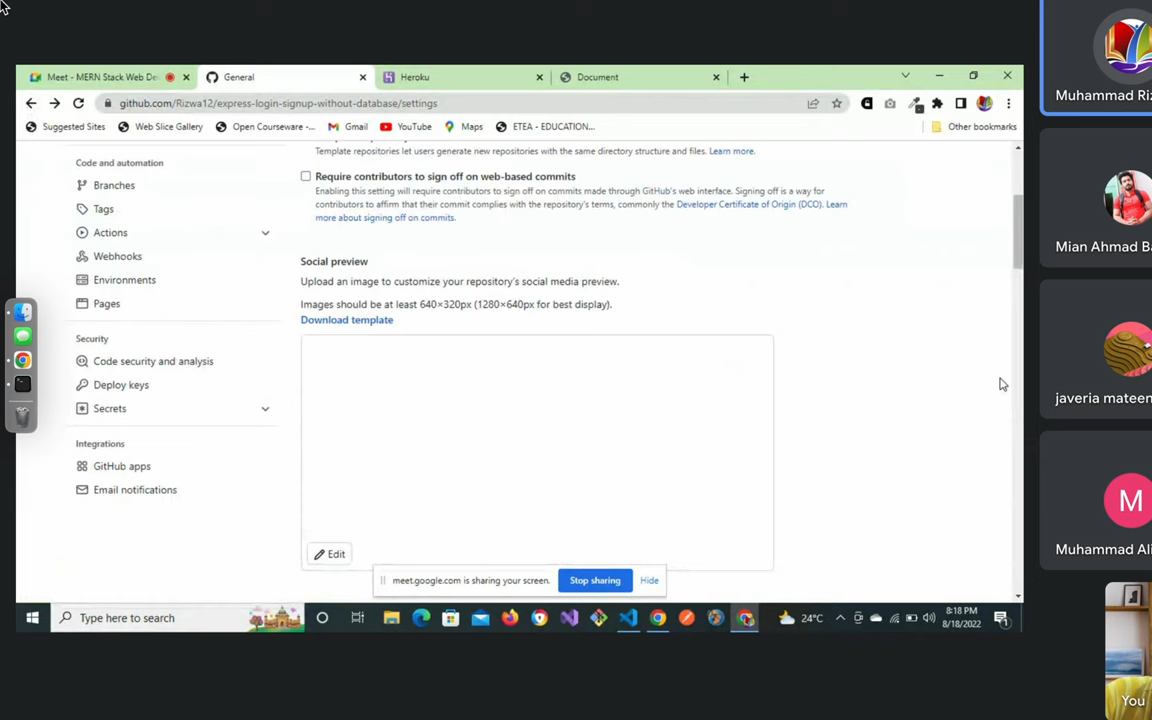 Meet - MERN Stack Web De
General
Heroku
Document
github.com/Rizwa12/express-login-signup-without-database/settings
Suggested Sites
Web Slice Gallery
Open Courseware -...
Gmail
YouTube
Maps
ETEA - EDUCATION...
Other bookmarks
Code and automation
Branches
Tags
Actions
Webhooks
Environments
Pages
Security
Code security and analysis
Deploy keys
Secrets
Integrations
GitHub apps
Email notifications
Template repositories let users generate new repositories with the same directory structure and files. Learn more.
Require contributors to sign off on web-based commits
Enabling this setting will require contributors to sign off on commits made through GitHub's web interface. Signing off is a way for
contributors to affirm that their commit complies with the repository's terms, commonly the Developer Certificate of Origin (DCO). Learn
more about signing off on commits.
Social preview
Upload an image to customize your repository's social media preview.
Images should be at least 640×320px (1280×640px for best display).
Download template
Edit
meet.google.com is sharing your screen.
Stop sharing
Hide
Type here to search
24°C
8:18 PM
8/18/2022
Muhammad Riz
Mian Ahmad Ba
javeria mateen
M
Muhammad Ali
You